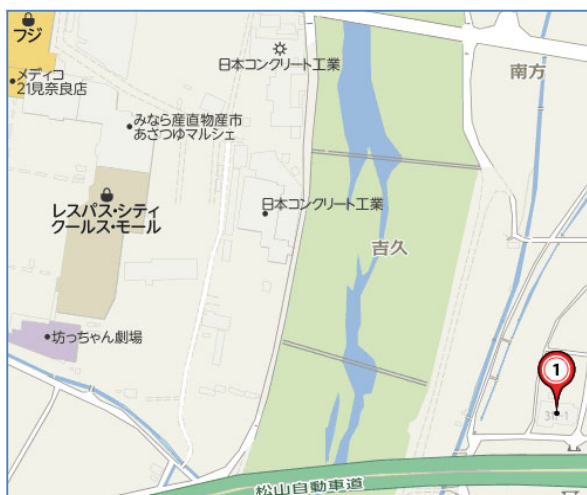 フジ
メディコ
21見奈良店
日本コンクリート工業
南方
みなら産直物産市
あさつゆマルシェ
レスパス・シティ
クールス・モール
日本コンクリート工業
吉久
坊っちゃん劇場
1
松山自動車道